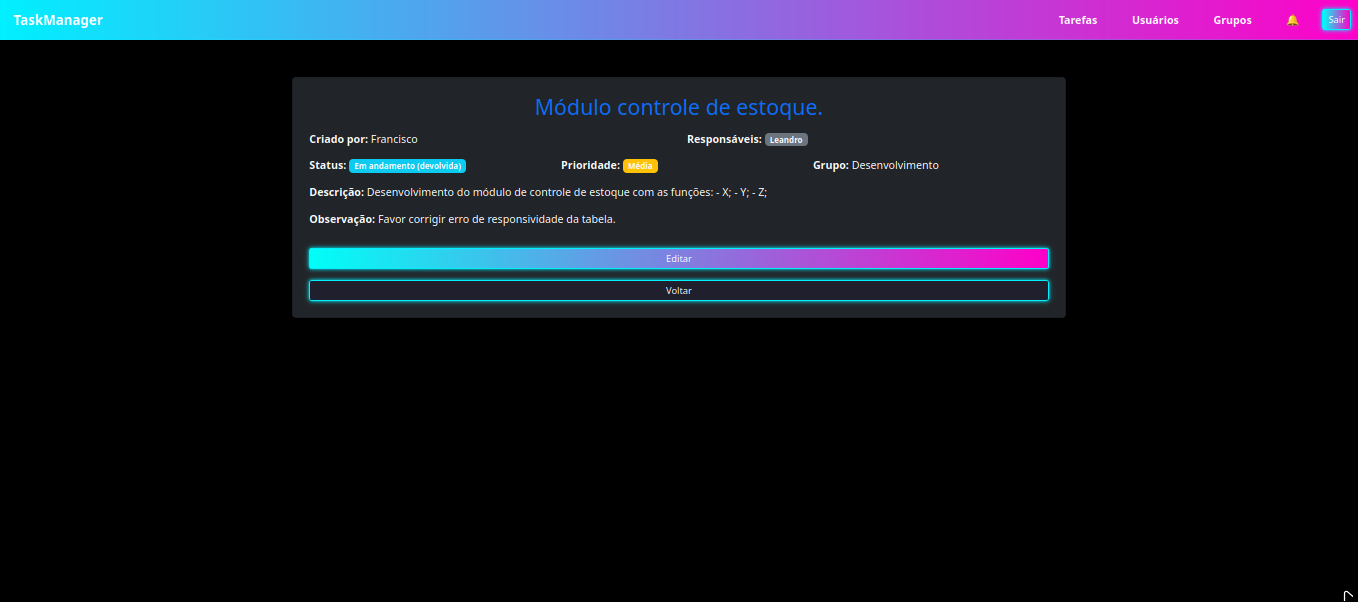 TaskManager Tarefas Usuários Grupos Sair
Módulo controle de estoque.
Criado por: Francisco Responsáveis: Leandro
Status: Em andamento (devolvida) Prioridade: Média Grupo: Desenvolvimento
Descrição: Desenvolvimento do módulo de controle de estoque com as funções: - X; - Y; - Z;
Observação: Favor corrigir erro de responsividade da tabela.
Editar
Voltar